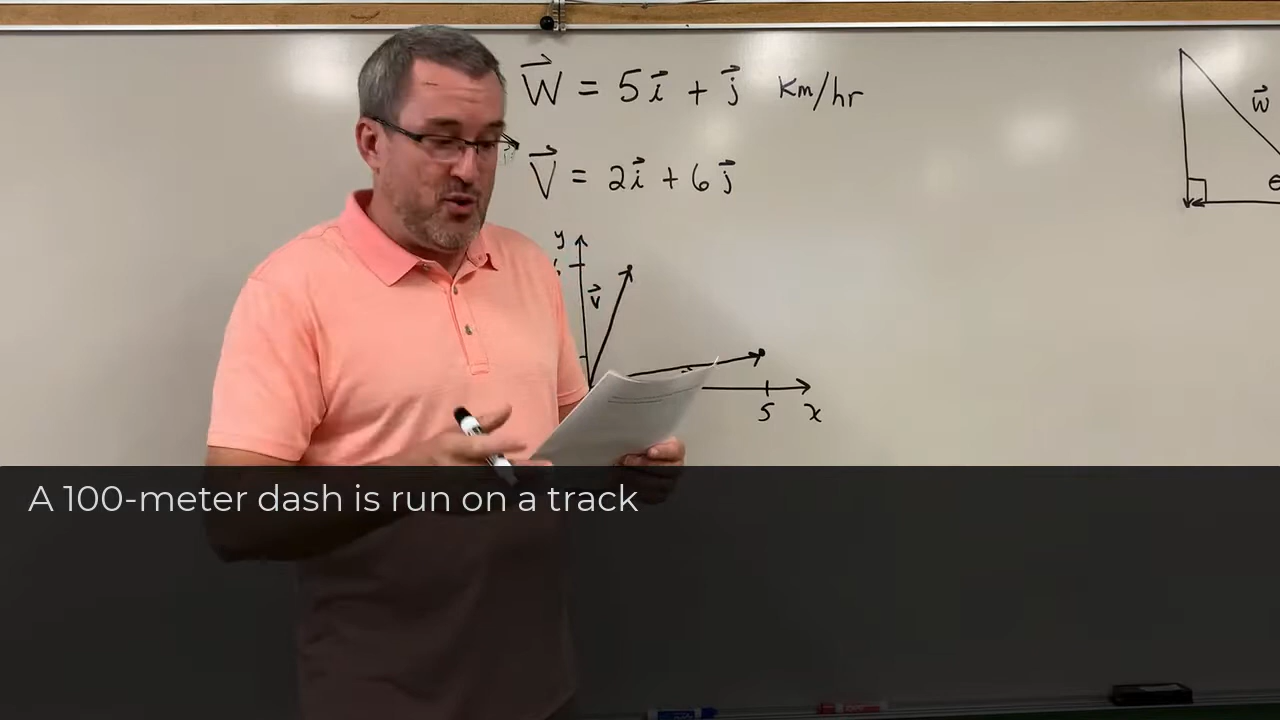 W = 5i + j Km/hr
V = 2i + 6j
y
V
5 x
W
A 100-meter dash is run on a track